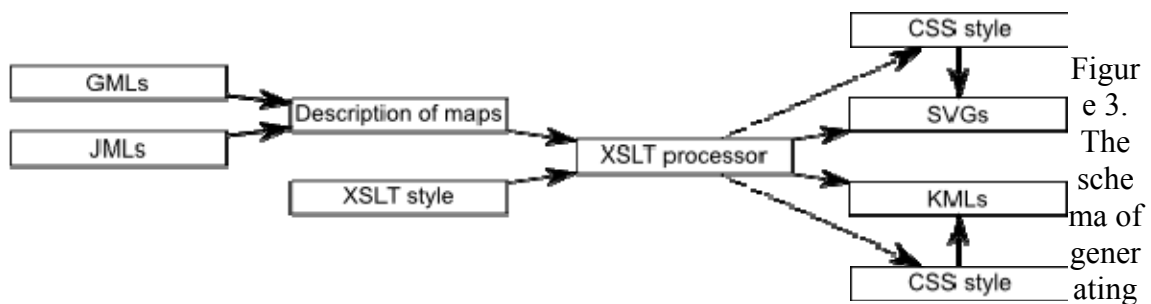 CSS style
GMLs
Description of maps
SVGs
JMLs
XSLT processor
XSLT style
KMLs
CSS style
Figur
e 3.
The
sche
ma of
gener
ating